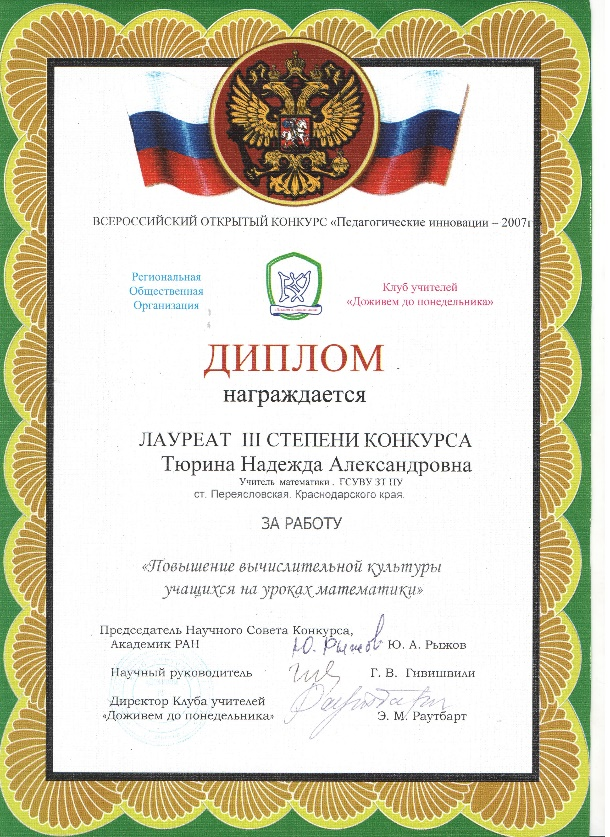 ВСЕРОССИЙСКИЙ ОТКРЫТЫЙ КОНКУРС «Педагогические инновации – 2007г
Региональная
Общественная
Организация
Клуб учителей
«Доживем до понедельника»
ДИПЛОМ
награждается
ЛАУРЕАТ III СТЕПЕНИ КОНКУРСА
Тюрина Надежда Александровна
Учитель математики . ГСУВУ ЗТ ПУ
ст. Переясловская. Краснодарского края.
ЗА РАБОТУ
«Повышение вычислительной культуры
учащихся на уроках математики»
Председатель Научного Совета Конкурса,
Академик РАН Ю. Рыжов Ю. А. Рыжов
Научный руководитель Г. В. Гивишвили
Директор Клуба учителей
«Доживем до понедельника» Э. М. Раутбарт